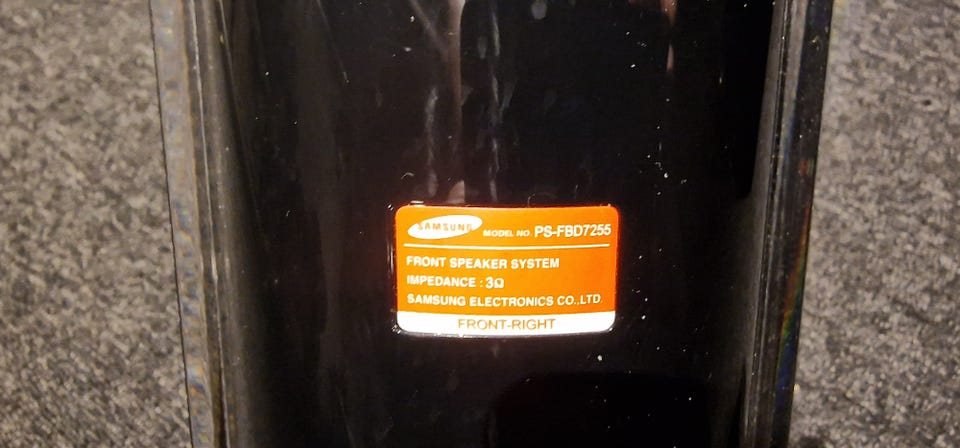 SAMSUNG MODEL NO. PS-FBD7255
FRONT SPEAKER SYSTEM
IMPEDANCE : 3Ω
SAMSUNG ELECTRONICS CO.,LTD.
FRONT-RIGHT